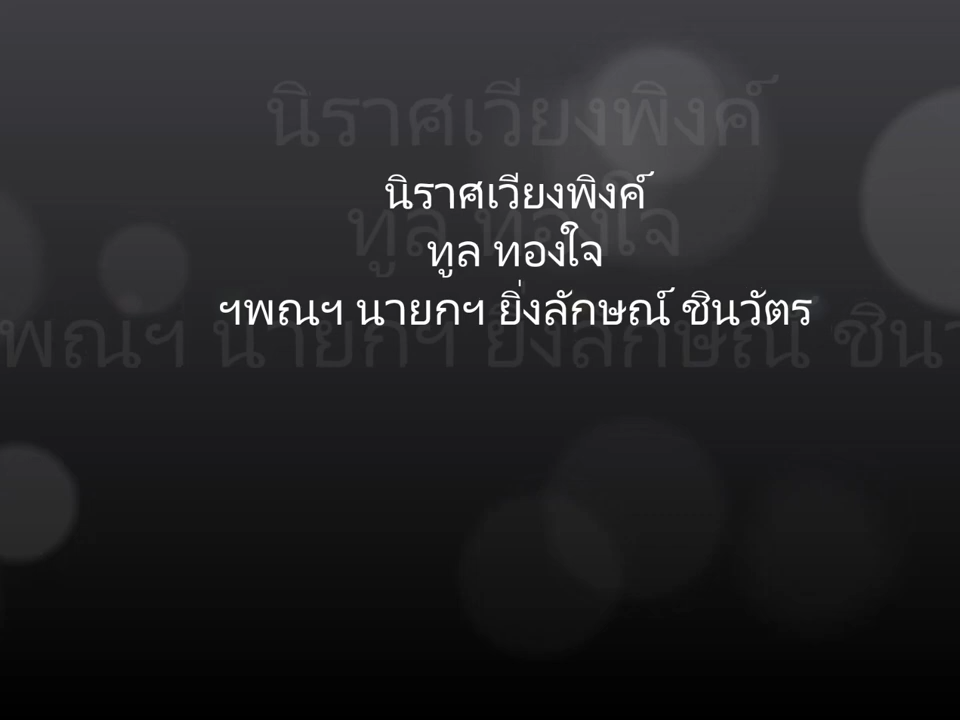 นิราศเวียงพิงค์
ทูล ทองใจ
ฯพณฯ นายกฯ ยิ่งลักษณ์ ชินวัตร